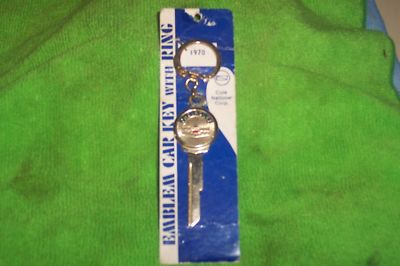 1970
Cole
National
Corp.
EMBLEM CAR KEY WITH RING